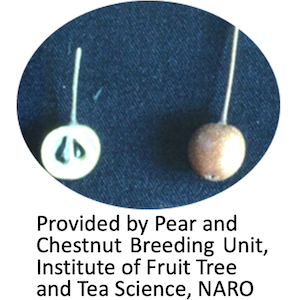 Provided by Pear and
Chestnut Breeding Unit,
Institute of Fruit Tree
and Tea Science, NARO